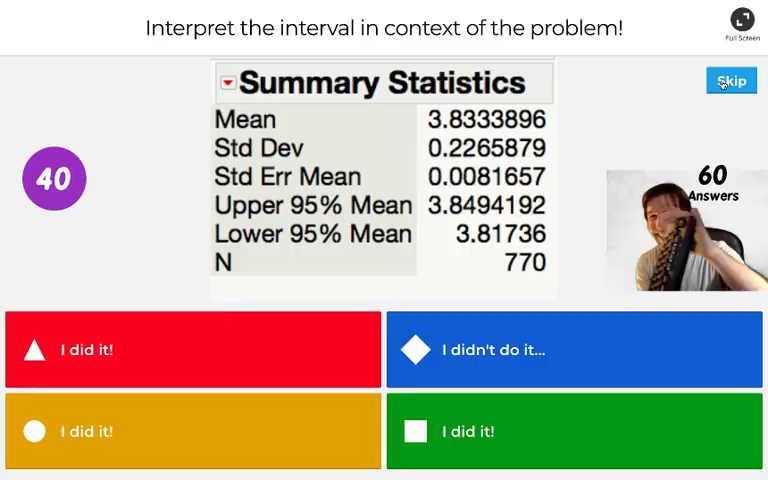 Interpret the interval in context of the problem!
Full Screen
Summary Statistics
Skip
Mean 3.8333896
Std Dev 0.2265879
Std Err Mean 0.0081657
Upper 95% Mean 3.8494192
Lower 95% Mean 3.81736
N 770
40
60
Answers
I did it!
I didn't do it...
I did it!
I did it!